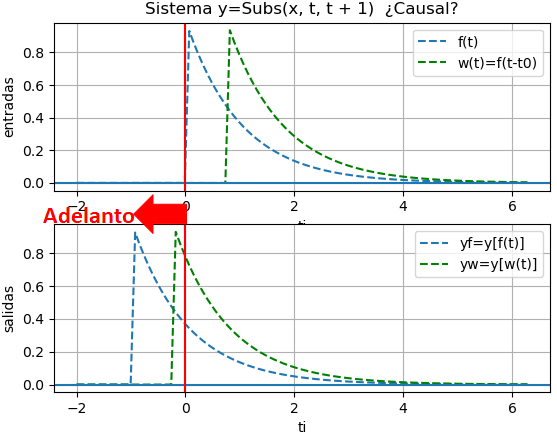 Sistema y=Subs(x, t, t + 1) ¿Causal?
entradas
0.8
0.6
0.4
0.2
0.0
f(t)
w(t)=f(t-t0)
−2
0
2
4
6
ti
Adelanto
salidas
0.8
0.6
0.4
0.2
0.0
yf=y[f(t)]
yw=y[w(t)]
−2
0
2
4
6
ti